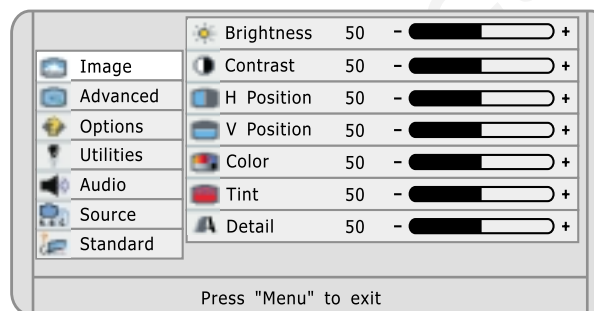 Image
Advanced
Options
Utilities
Audio
Source
Standard
Brightness 50 - +
Contrast 50 - +
H Position 50 - +
V Position 50 - +
Color 50 - +
Tint 50 - +
Detail 50 - +
Press "Menu" to exit